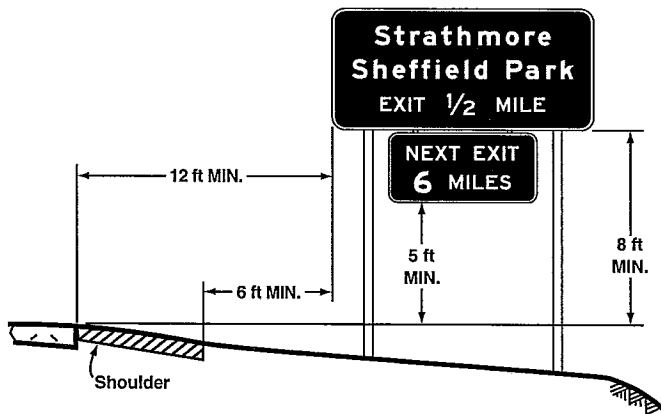 Strathmore
Sheffield Park
EXIT 1/2 MILE
NEXT EXIT
6 MILES
12 ft MIN.
5 ft
MIN.
8 ft
MIN.
6 ft MIN.
Shoulder